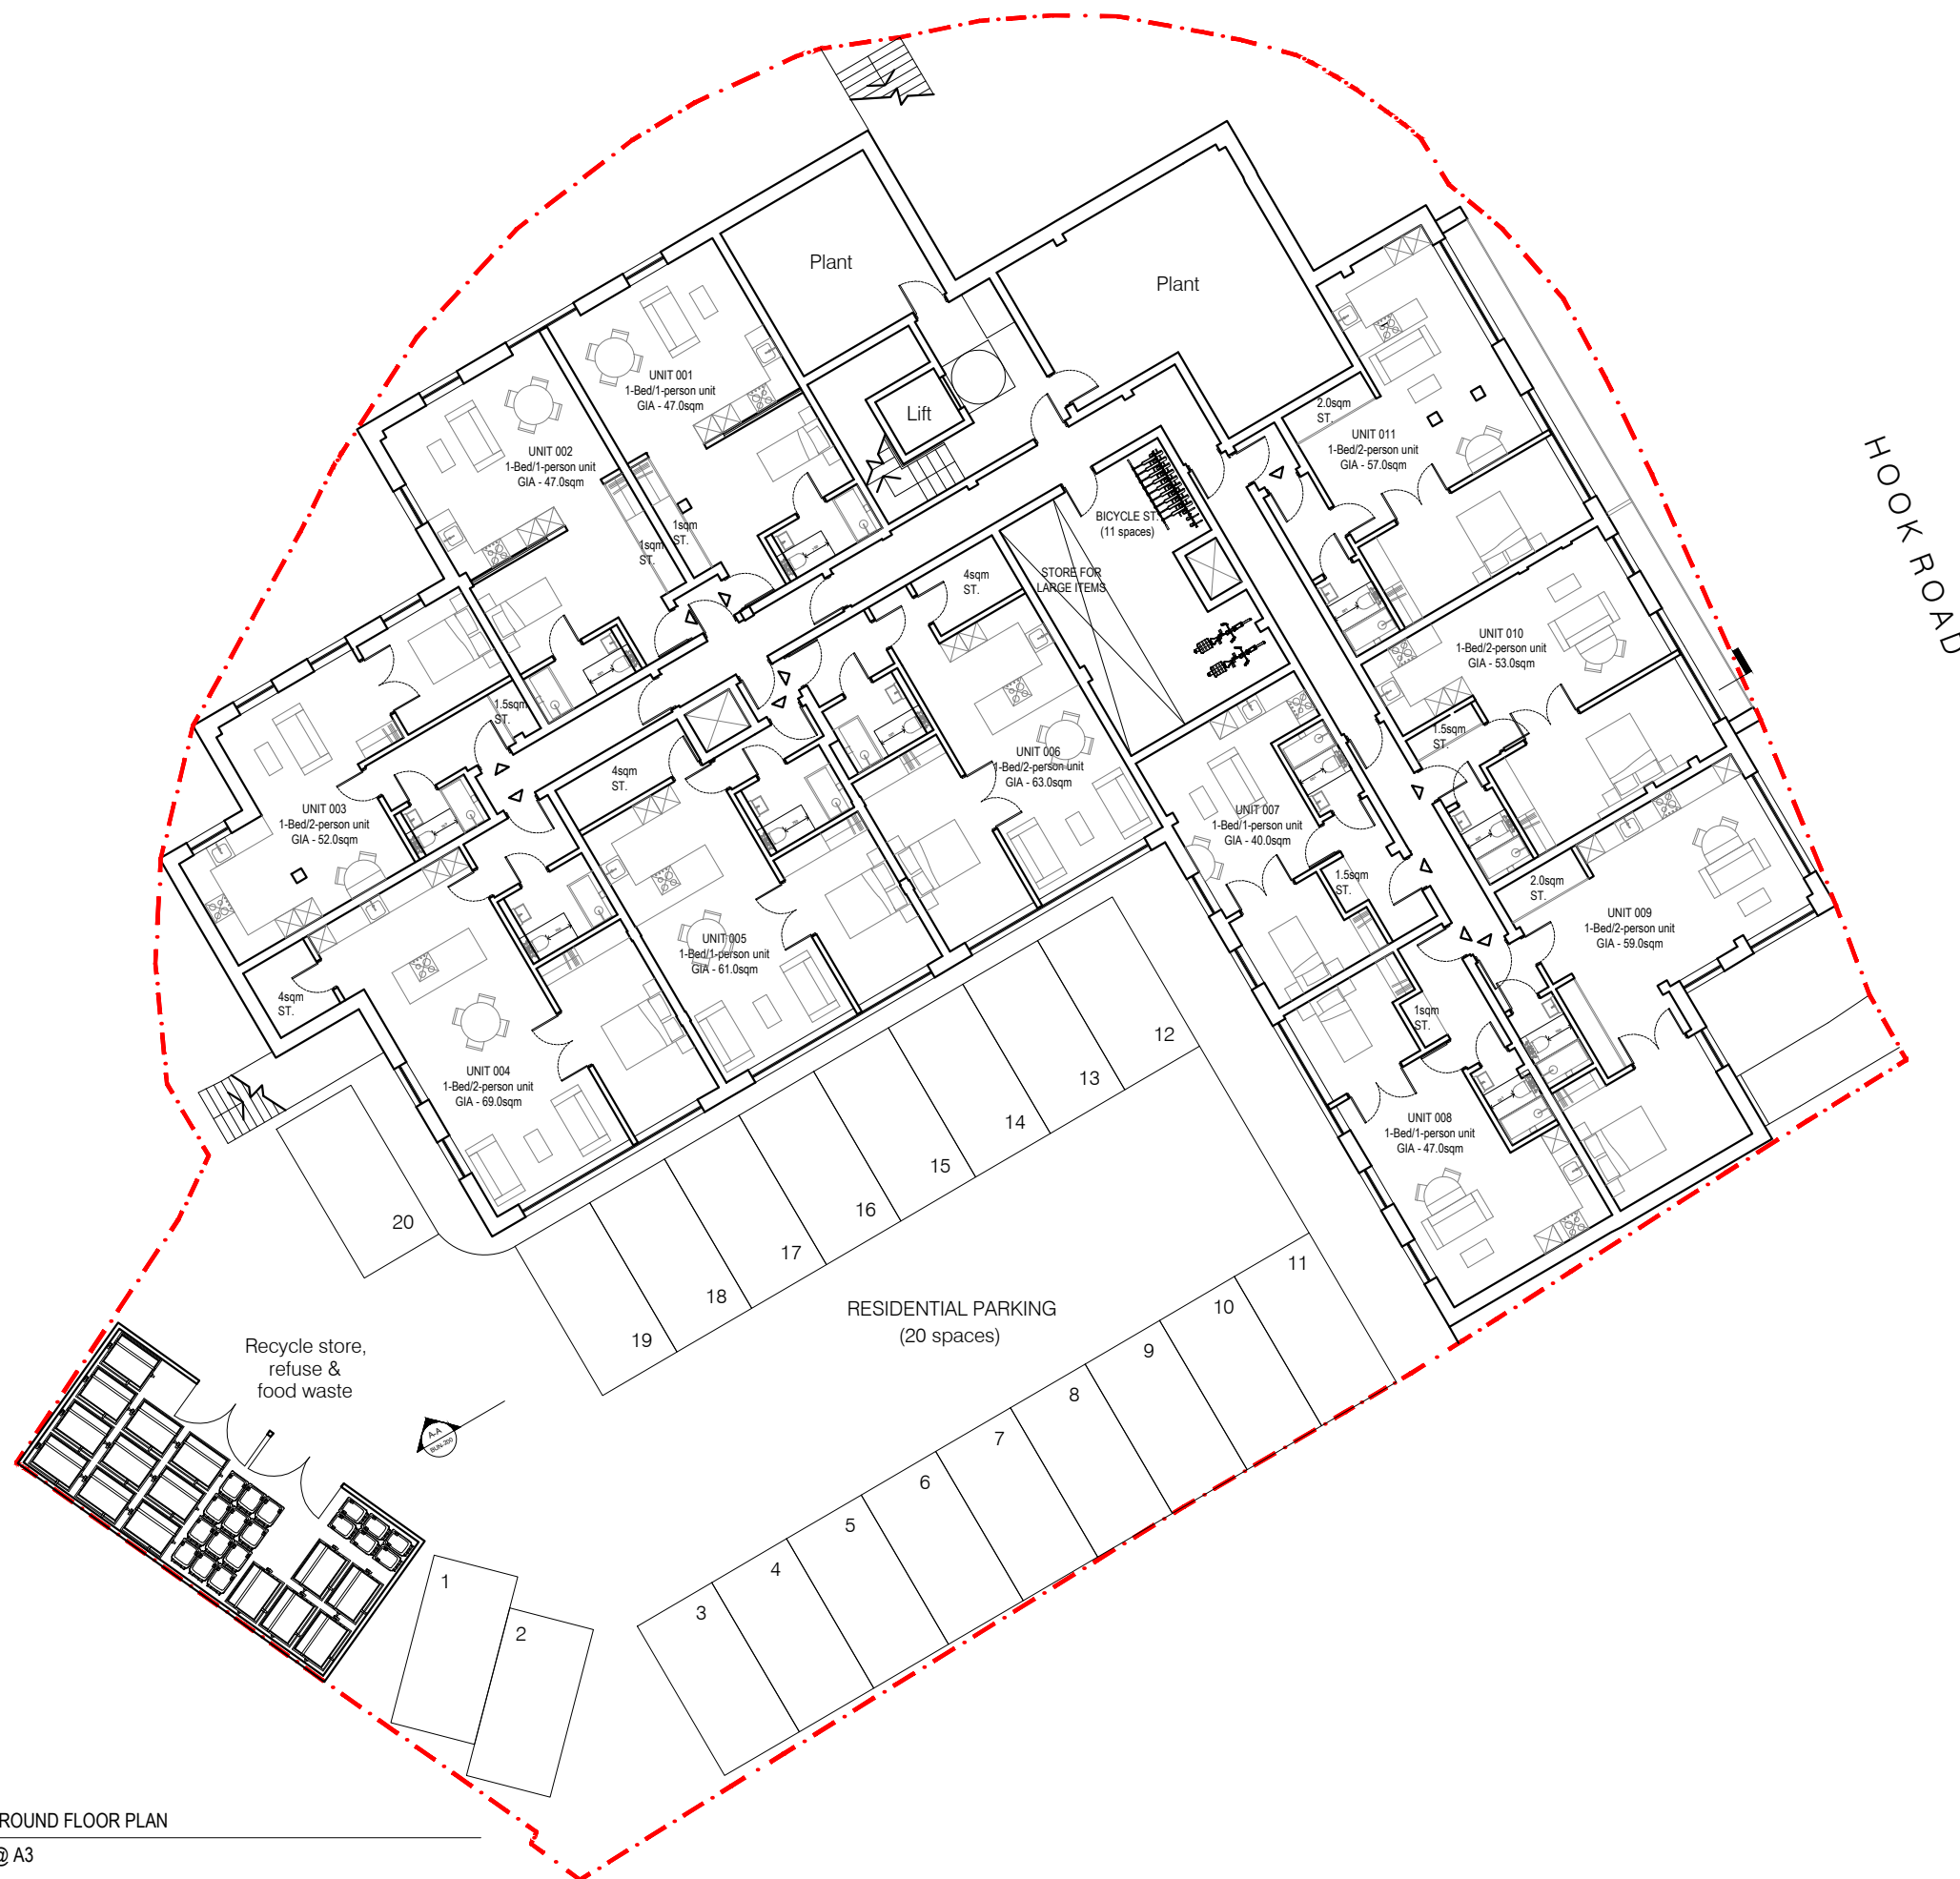 Plant
Plant
Lift
UNIT 001
1-Bed/1-person unit
GIA - 47.0sqm
1sqm
ST.
UNIT 002
1-Bed/1-person unit
GIA - 47.0sqm
1sqm
ST.
UNIT 011
1-Bed/2-person unit
GIA - 57.0sqm
2.0sqm
ST.
HOOK ROAD
BICYCLE ST.
(11 spaces)
STORE FOR
LARGE ITEMS
4sqm
ST.
UNIT 010
1-Bed/2-person unit
GIA - 53.0sqm
1.5sqm
ST.
1.5sqm
ST.
UNIT 003
1-Bed/2-person unit
GIA - 52.0sqm
4sqm
ST.
UNIT 006
1-Bed/2-person unit
GIA - 63.0sqm
UNIT 007
1-Bed/1-person unit
GIA - 40.0sqm
1.5sqm
ST.
2.0sqm
ST.
UNIT 009
1-Bed/2-person unit
GIA - 59.0sqm
UNIT 005
1-Bed/1-person unit
GIA - 61.0sqm
4sqm
ST.
1sqm
ST.
UNIT 004
1-Bed/2-person unit
GIA - 69.0sqm
UNIT 008
1-Bed/1-person unit
GIA - 47.0sqm
12
13
14
15
16
17
18
19
20
11
10
9
8
7
6
5
4
3
2
1
RESIDENTIAL PARKING
(20 spaces)
Recycle store,
refuse &
food waste
A-A
BUN-200
ROUND FLOOR PLAN
@ A3